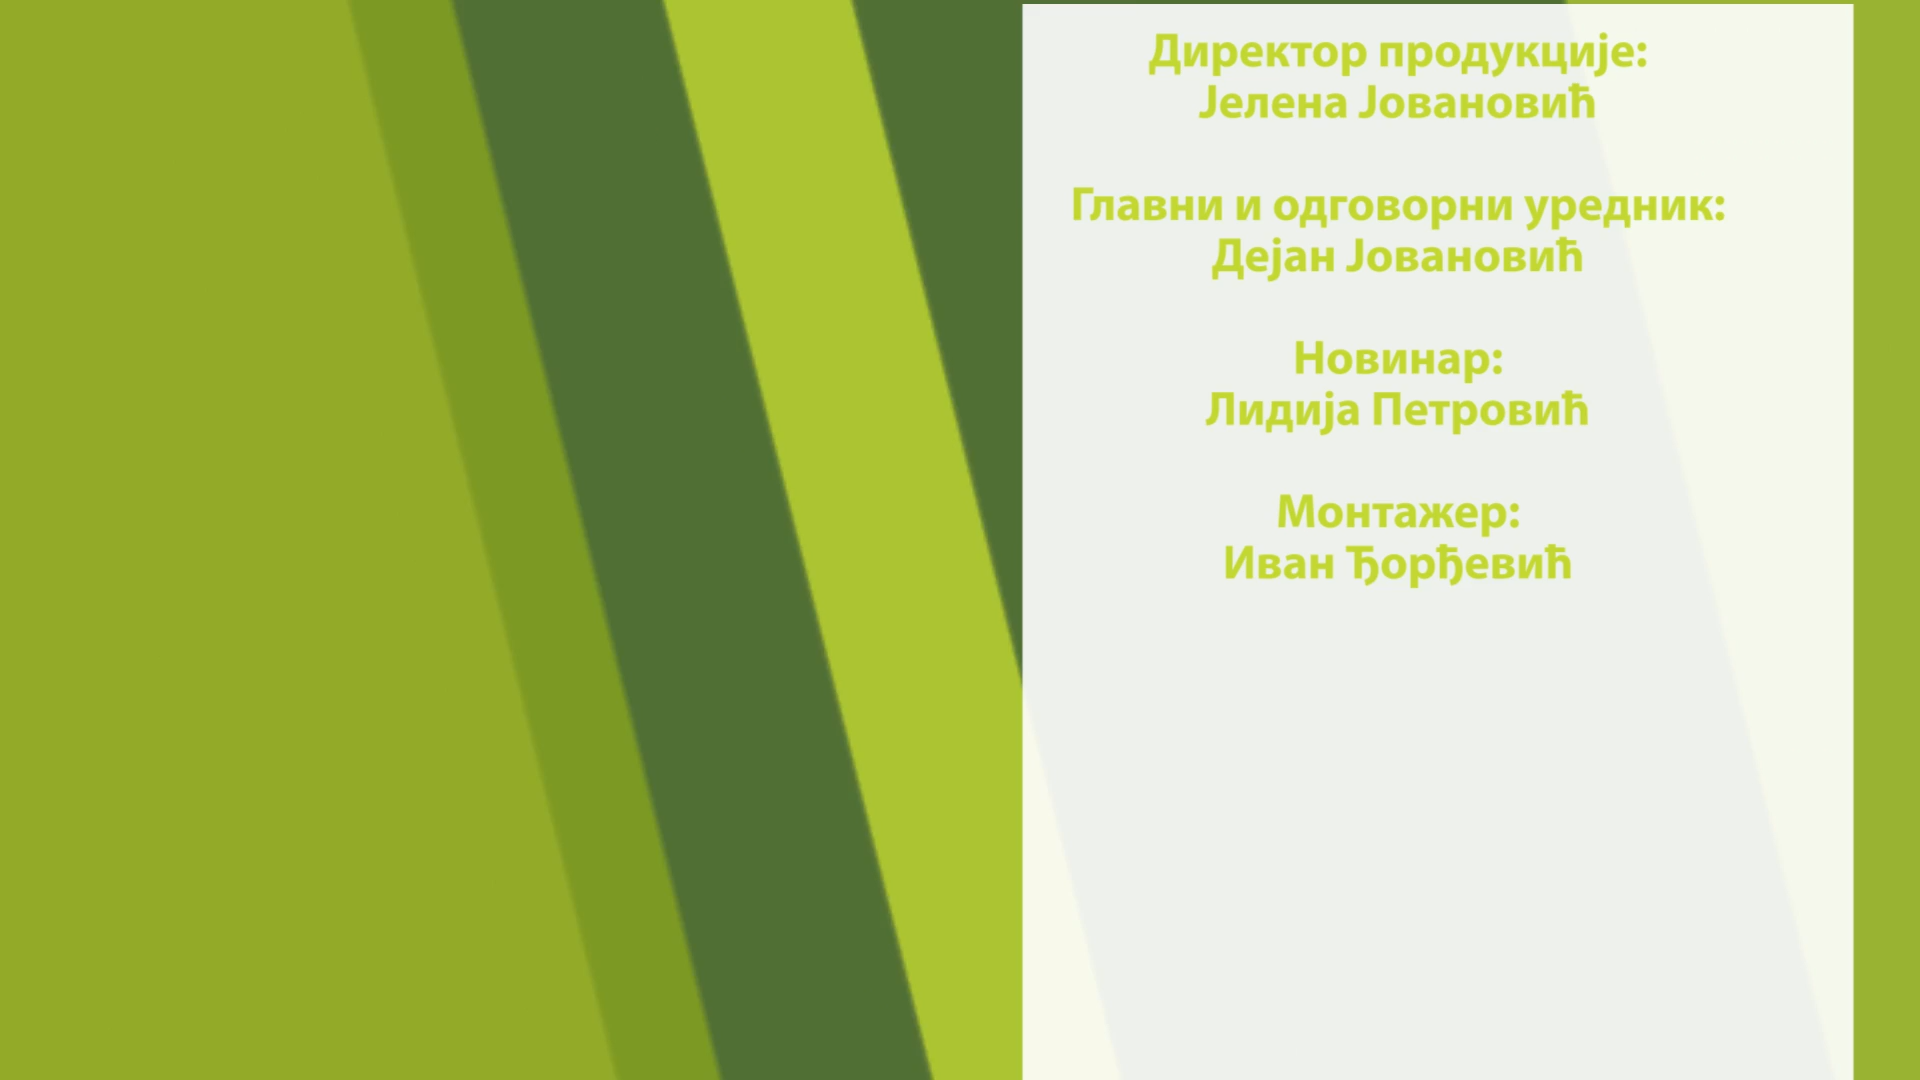 Директор продукције:
Јелена Јовановић
Главни и одговорни уредник:
Дејан Јовановић
Новинар:
Лидија Петровић
Монтажер:
Иван Ђорђевић